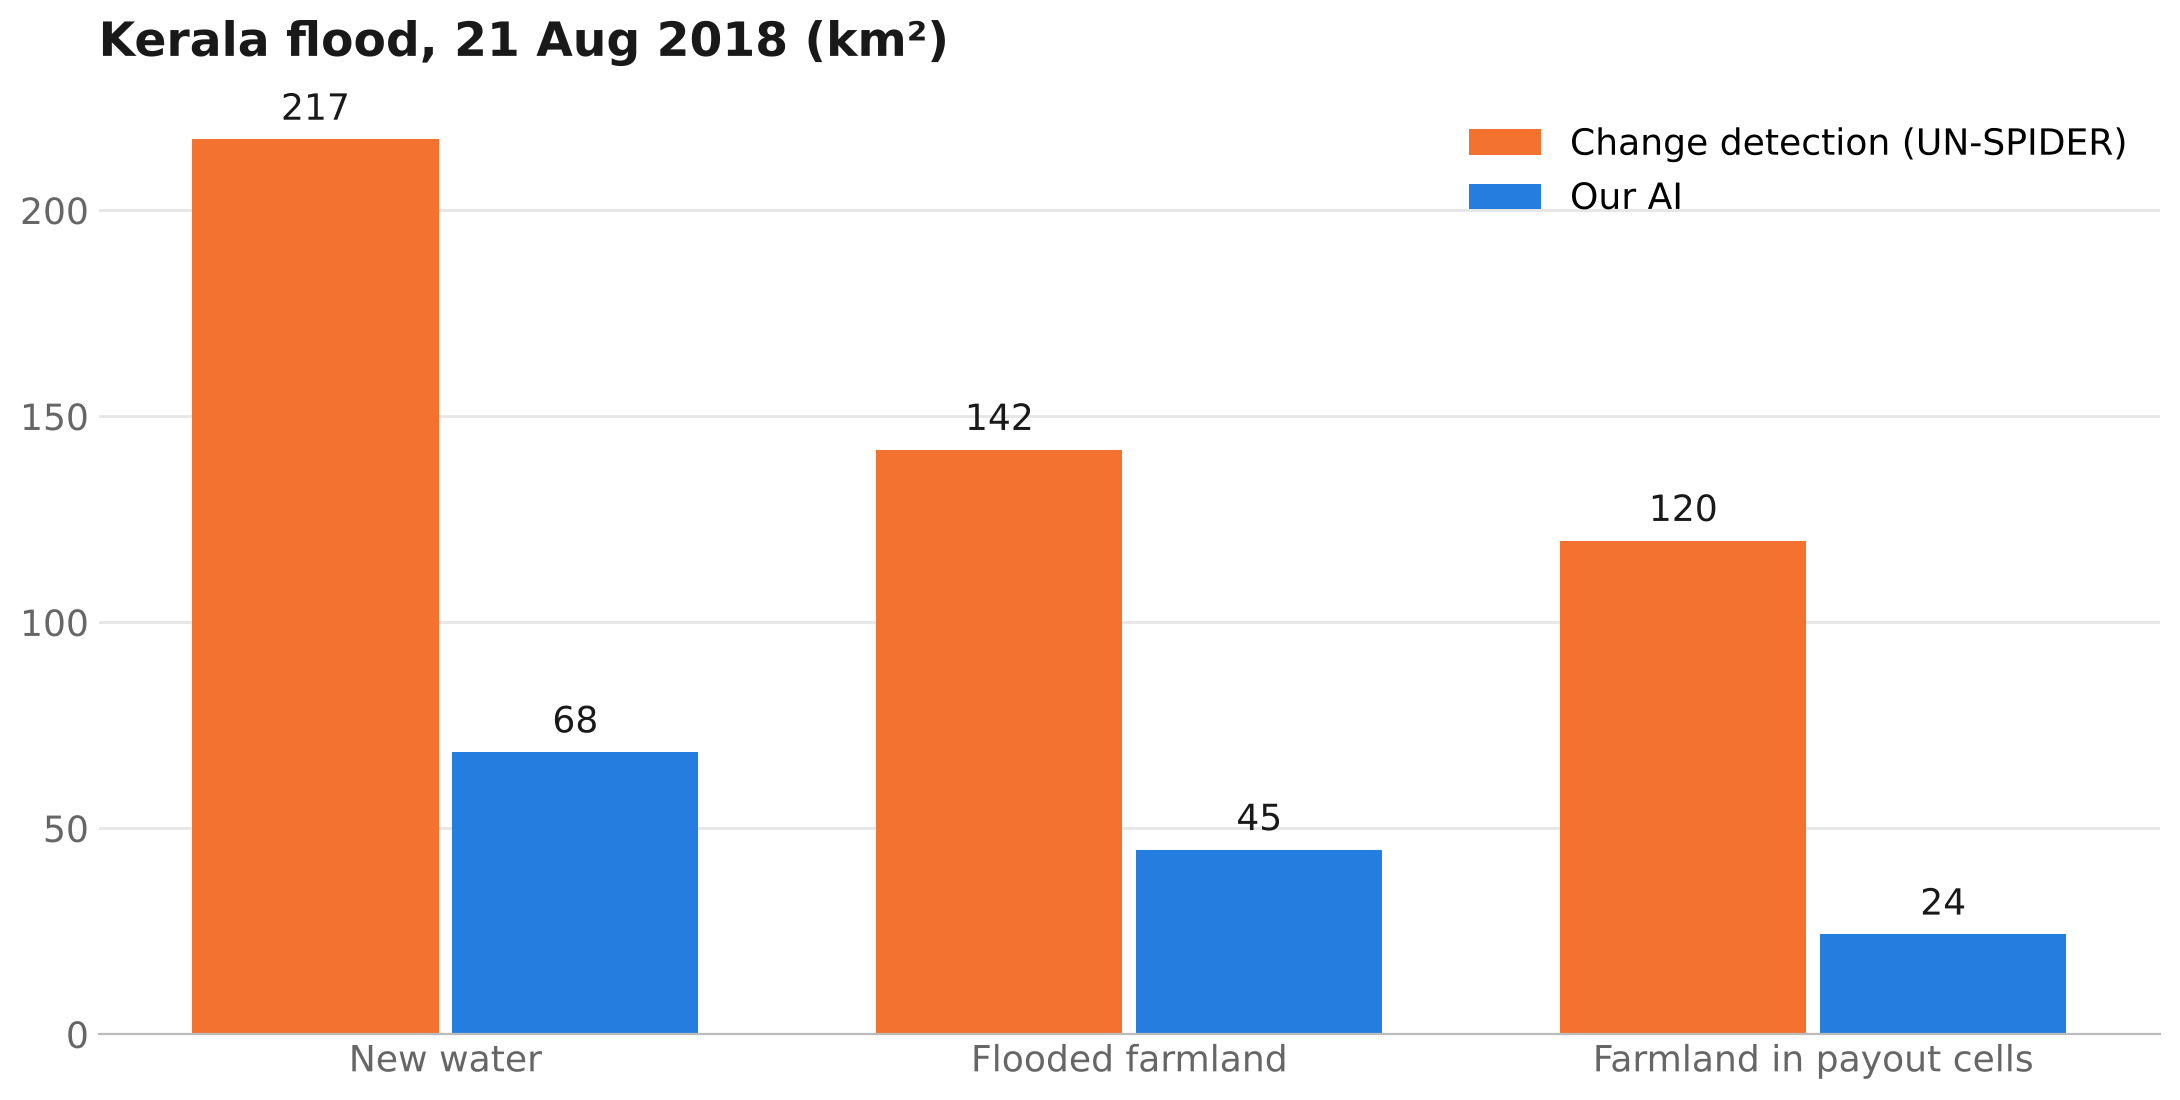 Kerala flood, 21 Aug 2018 (km²)
217
Change detection (UN-SPIDER)
Our AI
200
150
142
120
100
68
50
45
24
0
New water
Flooded farmland
Farmland in payout cells